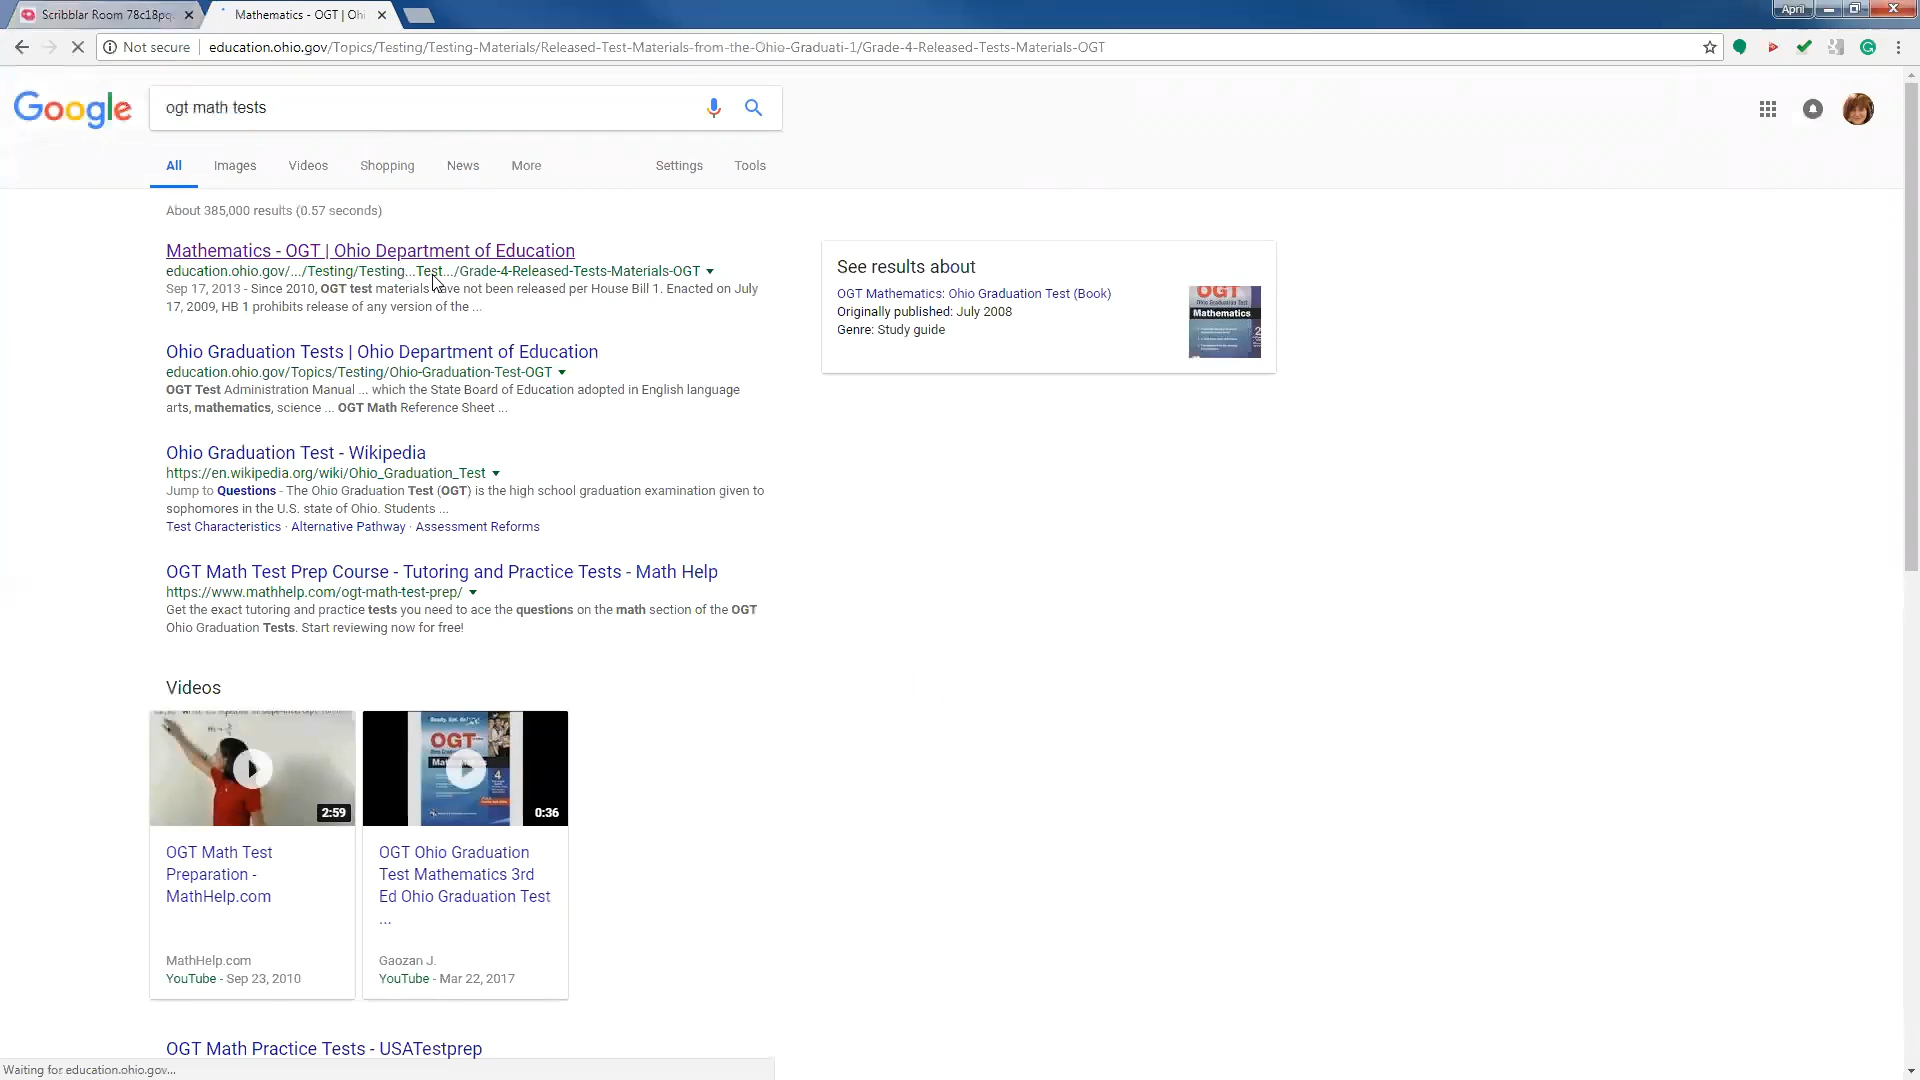 Scribblar Room 78c18pq
Mathematics - OGT | Oh
April
Not secure
education.ohio.gov/Topics/Testing/Testing-Materials/Released-Test-Materials-from-the-Ohio-Graduati-1/Grade-4-Released-Tests-Materials-OGT
Google
ogt math tests
All
Images
Videos
Shopping
News
More
Settings
Tools
About 385,000 results (0.57 seconds)
Mathematics - OGT | Ohio Department of Education
education.ohio.gov/.../Testing/Testing...Test.../Grade-4-Released-Tests-Materials-OGT
Sep 17, 2013 - Since 2010, OGT test materials have not been released per House Bill 1. Enacted on July
17, 2009, HB 1 prohibits release of any version of the ...
See results about
OGT Mathematics: Ohio Graduation Test (Book)
Originally published: July 2008
Genre: Study guide
OGT
Mathematics
Ohio Graduation Tests | Ohio Department of Education
education.ohio.gov/Topics/Testing/Ohio-Graduation-Test-OGT
OGT Test Administration Manual ... which the State Board of Education adopted in English language
arts, mathematics, science ... OGT Math Reference Sheet ...
Ohio Graduation Test - Wikipedia
https://en.wikipedia.org/wiki/Ohio_Graduation_Test
Jump to Questions - The Ohio Graduation Test (OGT) is the high school graduation examination given to
sophomores in the U.S. state of Ohio. Students ...
Test Characteristics · Alternative Pathway · Assessment Reforms
OGT Math Test Prep Course - Tutoring and Practice Tests - Math Help
https://www.mathhelp.com/ogt-math-test-prep/
Get the exact tutoring and practice tests you need to ace the questions on the math section of the OGT
Ohio Graduation Tests. Start reviewing now for free!
Videos
OGT
4
2:59
0:36
OGT Math Test
Preparation -
MathHelp.com
OGT Ohio Graduation
Test Mathematics 3rd
Ed Ohio Graduation Test
...
MathHelp.com
YouTube - Sep 23, 2010
Gaozan J.
YouTube - Mar 22, 2017
OGT Math Practice Tests - USATestprep
Waiting for education.ohio.gov...